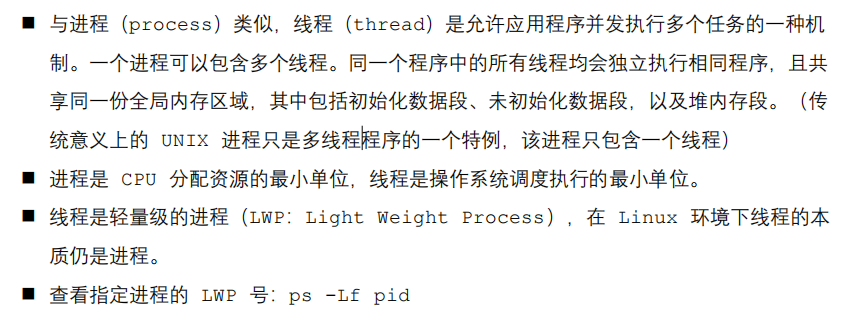 ■ 与进程（process）类似，线程（thread）是允许应用程序并发执行多个任务的一种机
制。一个进程可以包含多个线程。同一个程序中的所有线程均会独立执行相同程序，且共
享同一份全局内存区域，其中包括初始化数据段、未初始化数据段，以及堆内存段。（传
统意义上的 UNIX 进程只是多线程程序的一个特例，该进程只包含一个线程）
■ 进程是 CPU 分配资源的最小单位，线程是操作系统调度执行的最小单位。
■ 线程是轻量级的进程（LWP：Light Weight Process），在 Linux 环境下线程的本
质仍是进程。
■ 查看指定进程的 LWP 号：ps -Lf pid